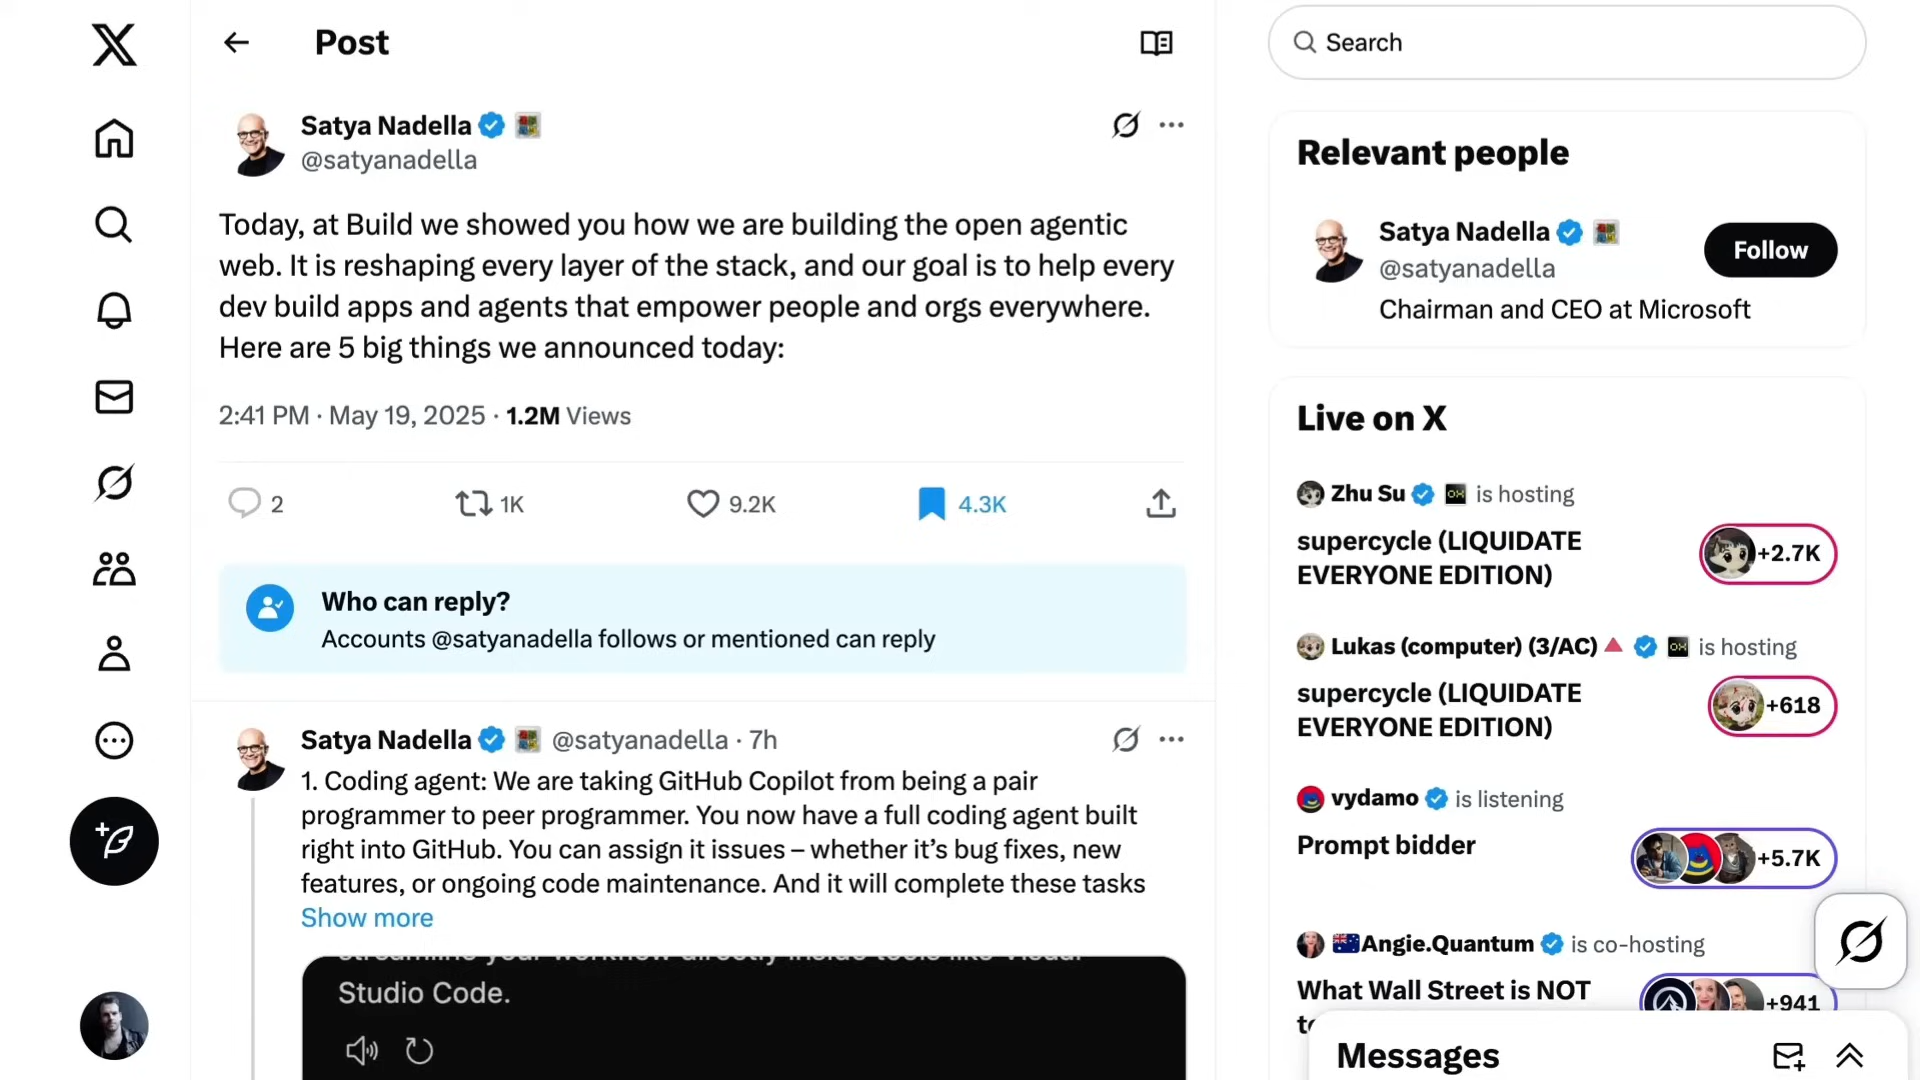 Post
Satya Nadella
@satyanadella
Today, at Build we showed you how we are building the open agentic
web. It is reshaping every layer of the stack, and our goal is to help every
dev build apps and agents that empower people and orgs everywhere.
Here are 5 big things we announced today:
2:41 PM · May 19, 2025 · 1.2M Views
2
1K
9.2K
4.3K
Who can reply?
Accounts @satyanadella follows or mentioned can reply
Satya Nadella @satyanadella · 7h
1. Coding agent: We are taking GitHub Copilot from being a pair
programmer to peer programmer. You now have a full coding agent built
right into GitHub. You can assign it issues – whether it’s bug fixes, new
features, or ongoing code maintenance. And it will complete these tasks
Show more
streamline your workflow directly inside tools like Visual
Studio Code.
Search
Relevant people
Satya Nadella
@satyanadella
Follow
Chairman and CEO at Microsoft
Live on X
Zhu Su is hosting
supercycle (LIQUIDATE
EVERYONE EDITION)
+2.7K
Lukas (computer) (3/AC) is hosting
supercycle (LIQUIDATE
EVERYONE EDITION)
+618
vydamo is listening
Prompt bidder
+5.7K
Angie.Quantum is co-hosting
What Wall Street is NOT
+941
Messages